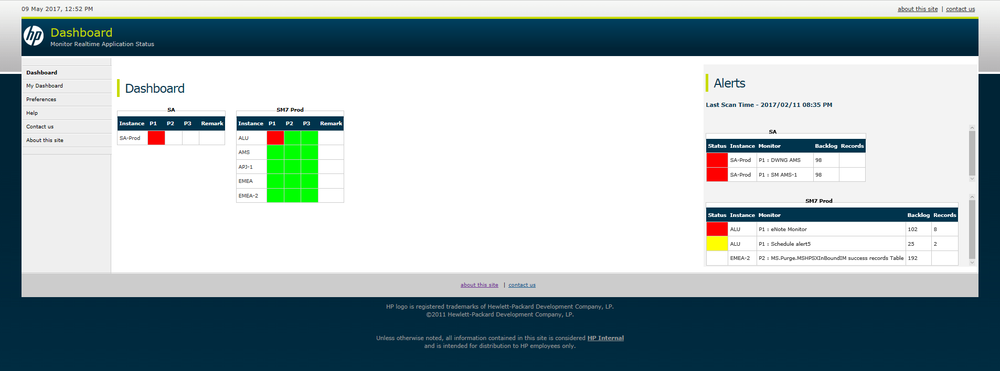 09 May 2017, 12:52 PM
about this site | contact us
hp
Dashboard
Monitor Realtime Application Status
Dashboard
My Dashboard
Preferences
Help
Contact us
About this site
Dashboard
SA
Instance P1 P2 P3 Remark
SA-Prod
SM7 Prod
Instance P1 P2 P3 Remark
ALU
AMS
APJ-1
EMEA
EMEA-2
Alerts
Last Scan Time - 2017/02/11 08:35 PM
SA
Status Instance Monitor Backlog Records
SA-Prod P1 : DWNG AMS 98
SA-Prod P1 : SM AMS-1 98
SM7 Prod
Status Instance Monitor Backlog Records
ALU P1 : eNote Monitor 102 8
ALU P1 : Schedule alert5 25 2
EMEA-2 P2 : MS.Purge.MSHPSXInBoundIM success records Table 192
about this site | contact us
HP logo is registered trademarks of Hewlett-Packard Development Company, LP.
©2011 Hewlett-Packard Development Company, LP.
Unless otherwise noted, all information contained in this site is considered HP Internal
and is intended for distribution to HP employees only.